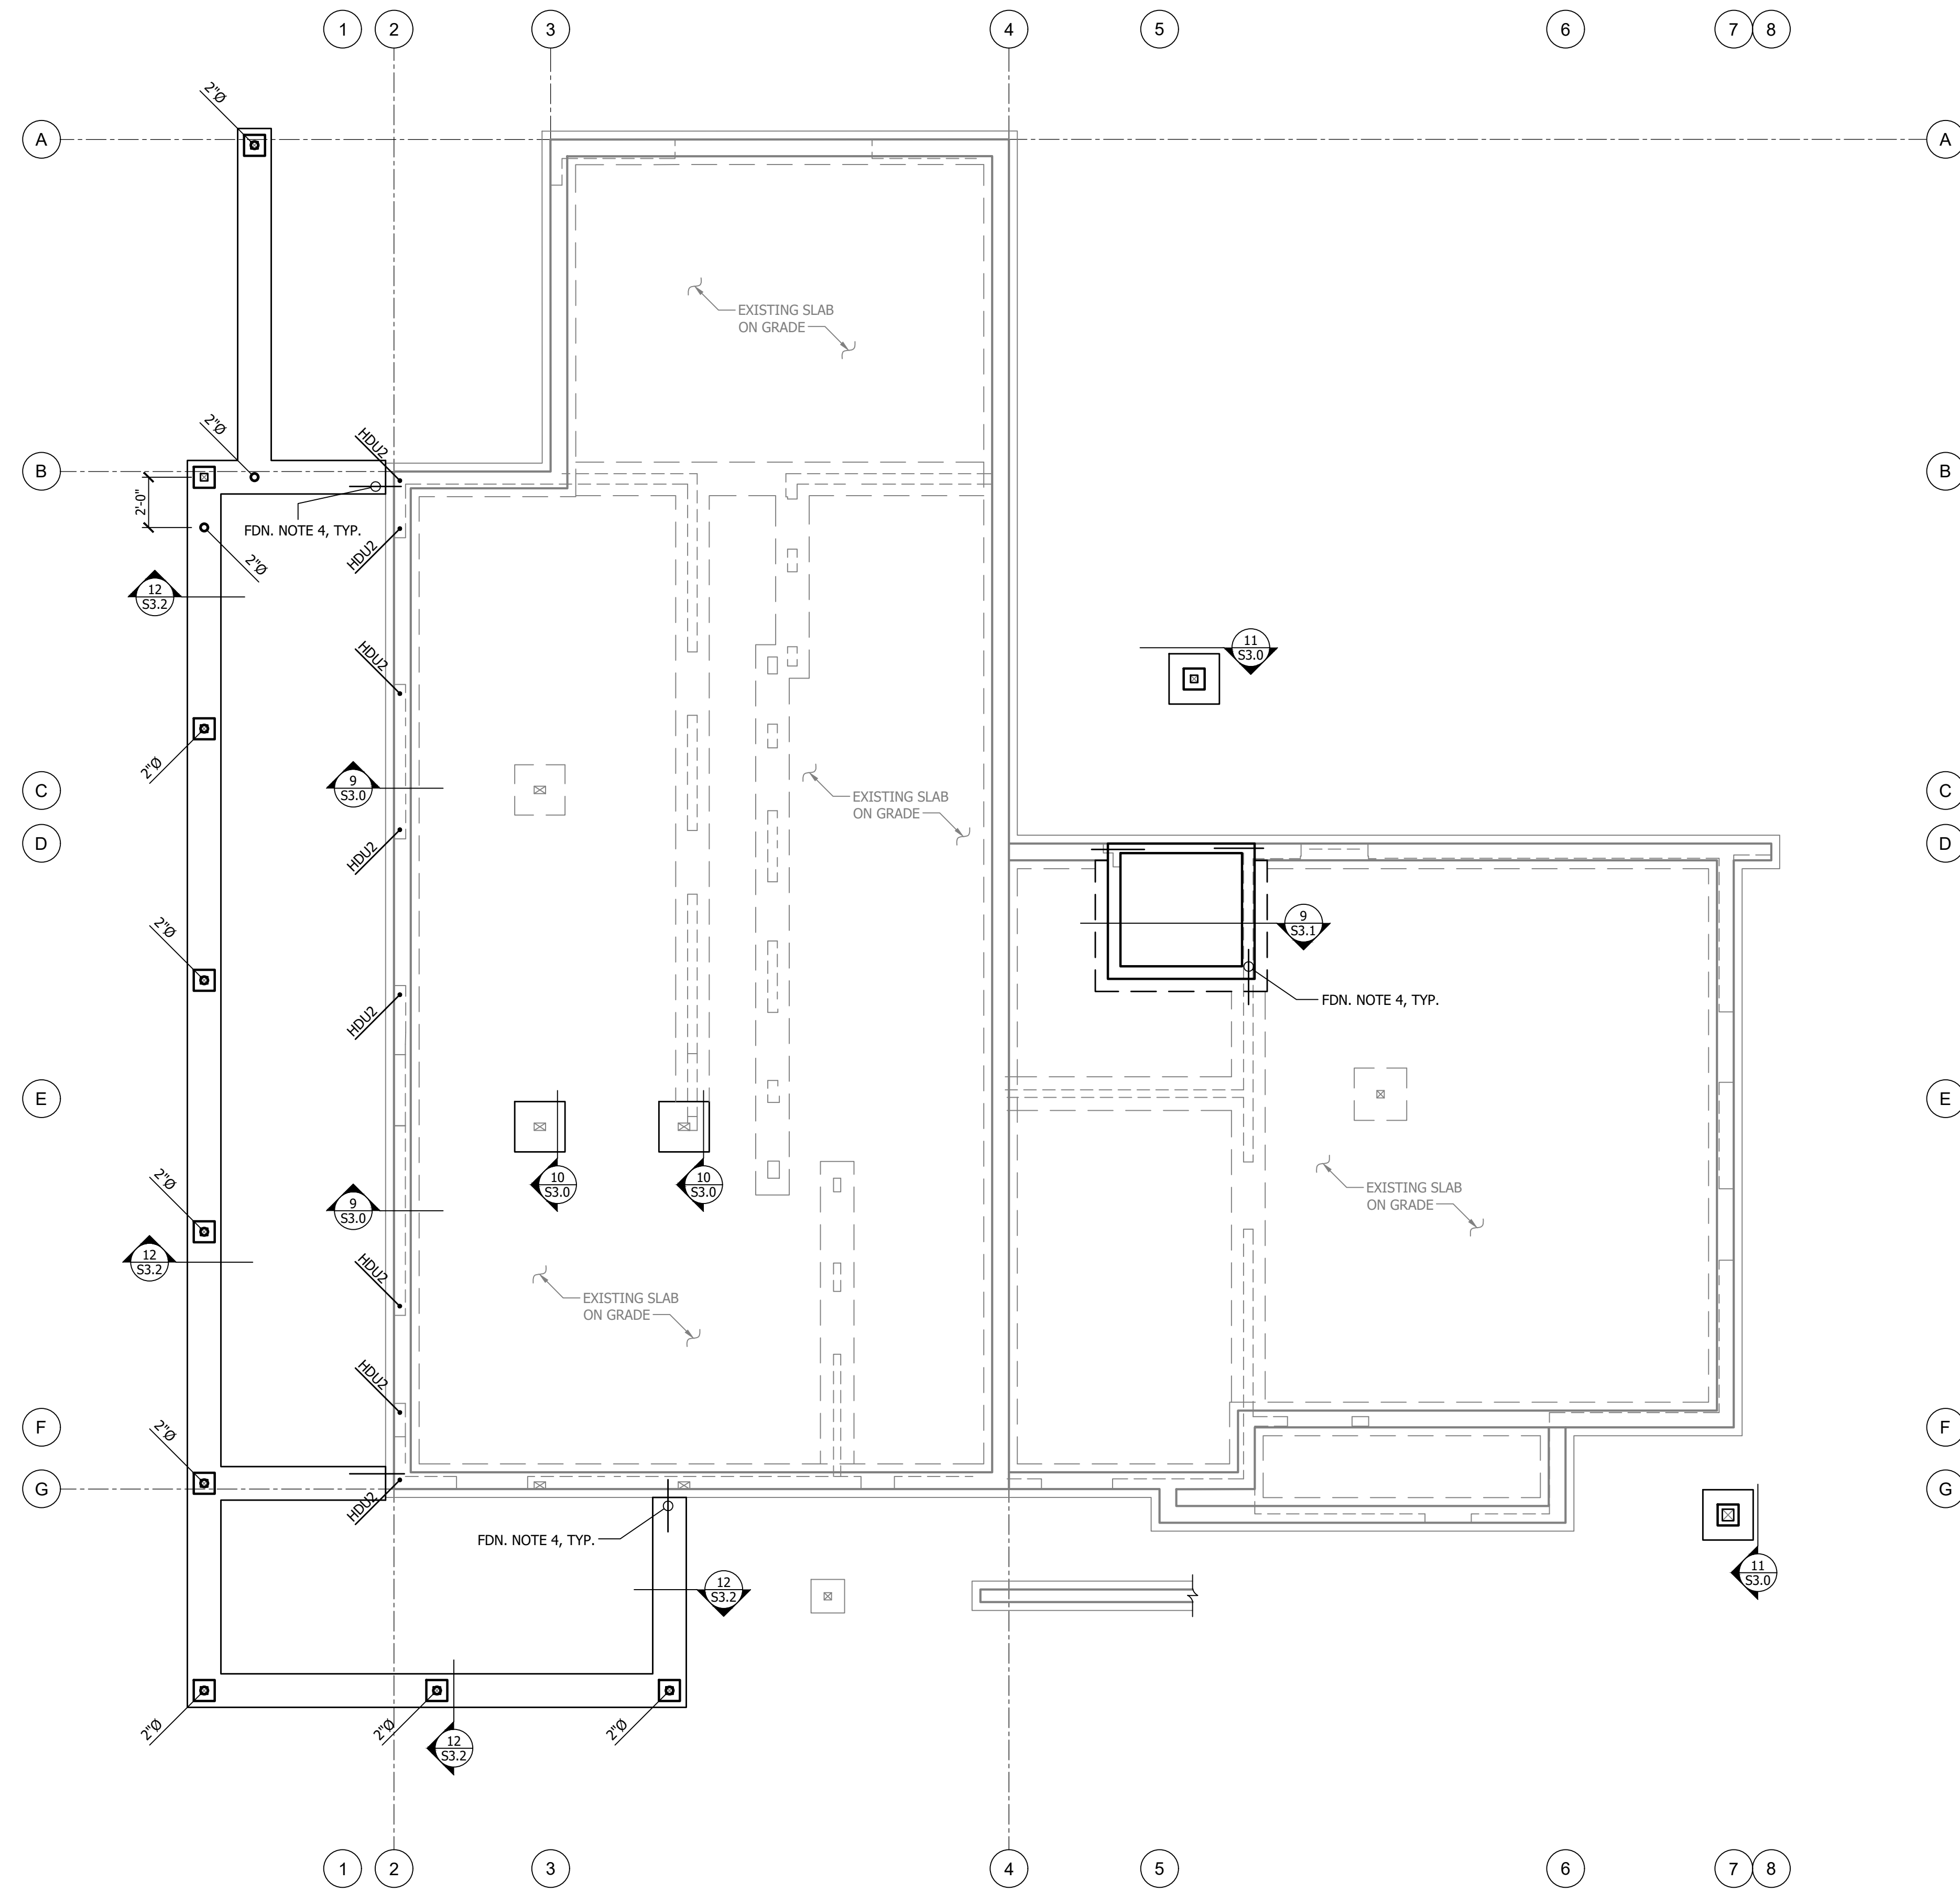 1 2 3 4 5 6 7 8
2"Ø
A A
EXISTING SLAB
ON GRADE
2"Ø
HDU2
B B
2'-0"
FDN. NOTE 4, TYP.
HDU2
2"Ø
12
S3.2
HDU2
11
S3.0
2"Ø
9
S3.0
C C
EXISTING SLAB
ON GRADE
HDU2
D D
2"Ø
9
S3.1
HDU2
FDN. NOTE 4, TYP.
E E
2"Ø
10
S3.0
10
S3.0
EXISTING SLAB
ON GRADE
9
S3.0
12
S3.2
HDU2
EXISTING SLAB
ON GRADE
HDU2
F F
2"Ø
G G
HDU2
FDN. NOTE 4, TYP.
11
S3.0
12
S3.2
2"Ø
2"Ø
2"Ø
12
S3.2
1 2 3 4 5 6 7 8